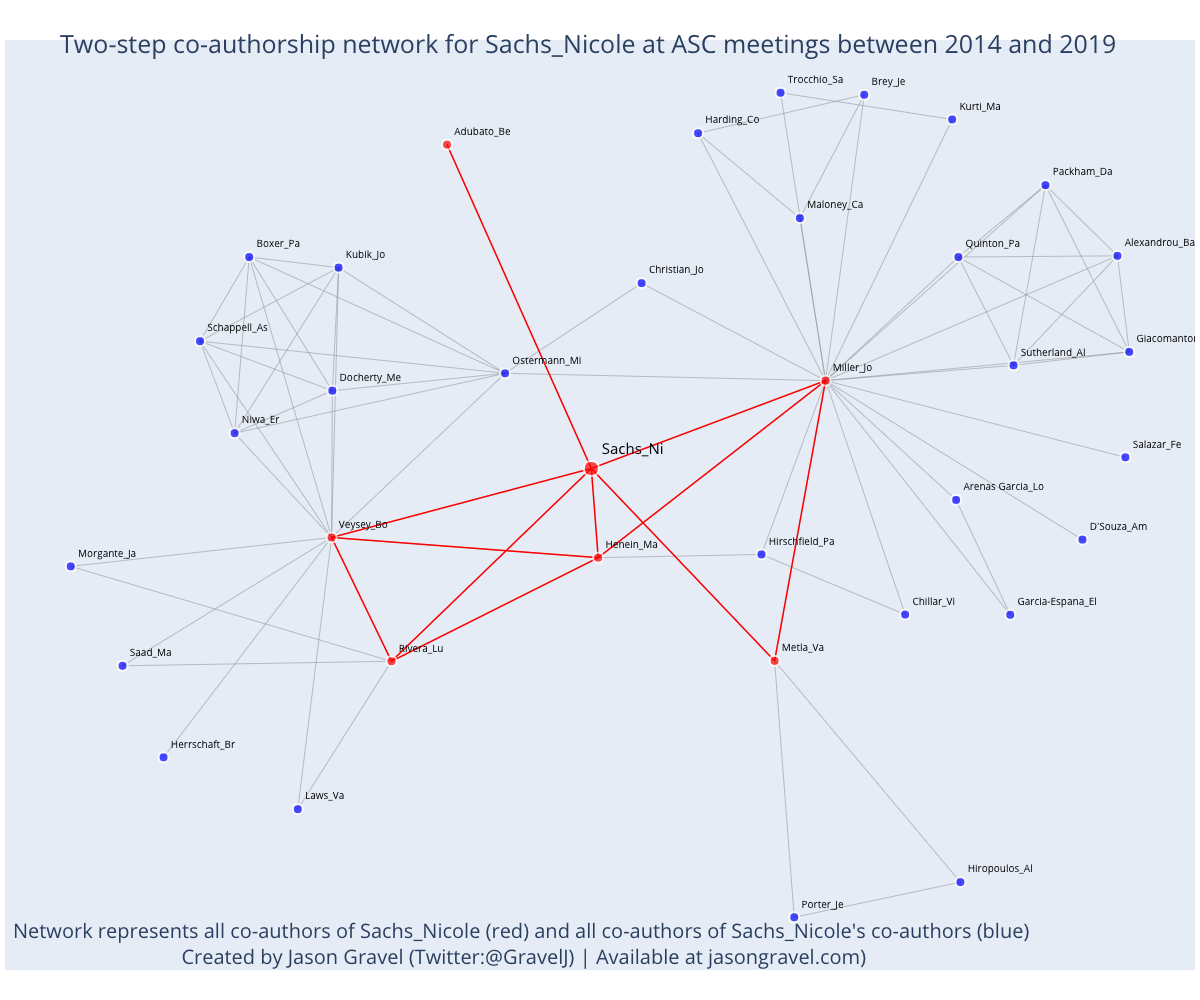 Two-step co-authorship network for Sachs_Nicole at ASC meetings between 2014 and 2019
Trocchio_Sa
Brey_Je
Kurti_Ma
Harding_Co
Adubato_Be
Packham_Da
Maloney_Ca
Boxer_Pa
Kubik_Jo
Quinton_Pa
Alexandrou_Ba
Christian_Jo
Schappell_As
Giacomanton
Sutherland_Al
Ostermann_Mi
Miller_Jo
Docherty_Me
Niwa_Er
Salazar_Fe
Sachs_Ni
Arenas Garcia_Lo
Veysey_Bo
D'Souza_Am
Henein_Ma
Hirschfield_Pa
Morgante_Ja
Chillar_Vi
Garcia-Espana_El
Rivera_Lu
Metla_Va
Saad_Ma
Herrschaft_Br
Laws_Va
Hiropoulos_Al
Porter_Je
Network represents all co-authors of Sachs_Nicole (red) and all co-authors of Sachs_Nicole's co-authors (blue)
Created by Jason Gravel (Twitter:@GravelJ) | Available at jasongravel.com)